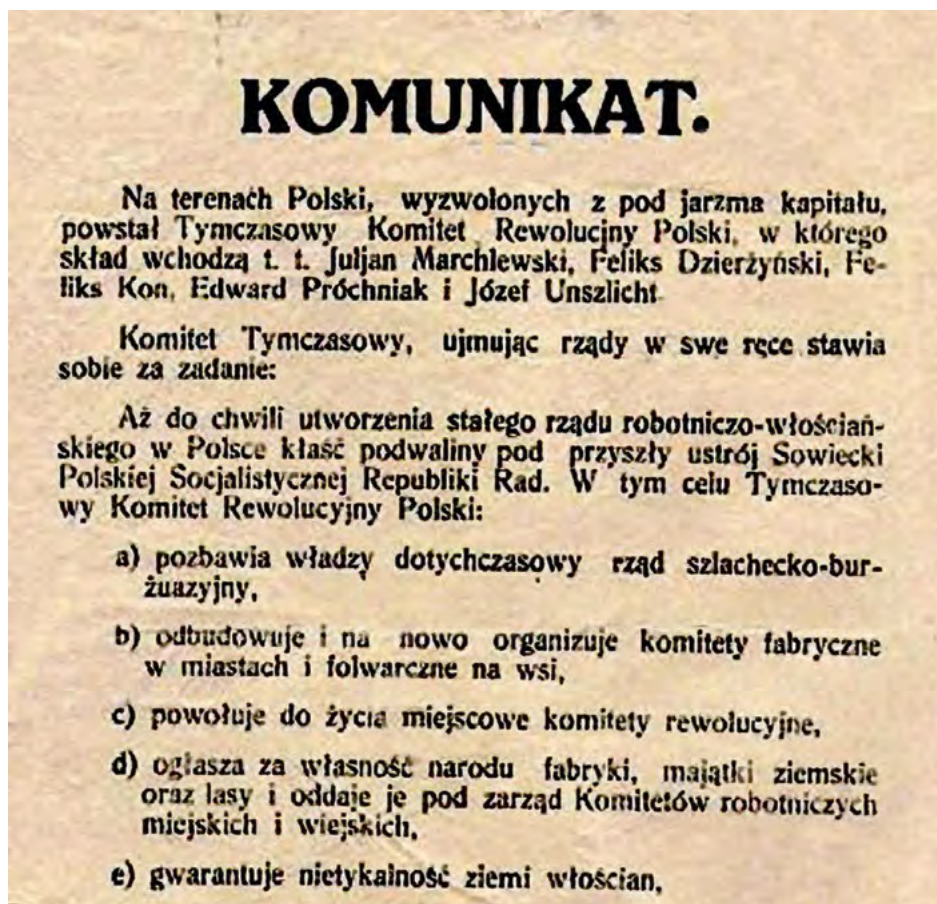 KOMUNIKAT.
Na terenach Polski, wyzwolonych z pod jarzma kapitału,
powstał Tymczasowy Komitet Rewolucjny Polski, w którego
skład wchodzą t. t. Juljan Marchlewski, Feliks Dzierżyński, Fe-
liks Kon, Edward Próchniak i Józef Unszlicht
Komitet Tymczasowy, ujmując rządy w swe ręce stawia
sobie za zadanie:
Aż do chwili utworzenia stałego rządu robotniczo-włościań-
skiego w Polsce kłaść podwaliny pod przyszły ustrój Sowiecki
Polskiej Socjalistycznej Republiki Rad. W tym celu Tymczaso-
wy Komitet Rewolucyjny Polski:
a) pozbawia władzy dotychczasowy rząd szlachecko-bur-
żuazyjny,
b) odbudowuje i na nowo organizuje komitety fabryczne
w miastach i folwarczne na wsi,
c) powołuje do życia miejscowe komitety rewolucyjne,
d) ogłasza za własność narodu fabryki, majątki ziemskie
oraz lasy i oddaje je pod zarząd Komitetów robotniczych
miejskich i wiejskich,
e) gwarantuje nietykalność ziemi włościan,